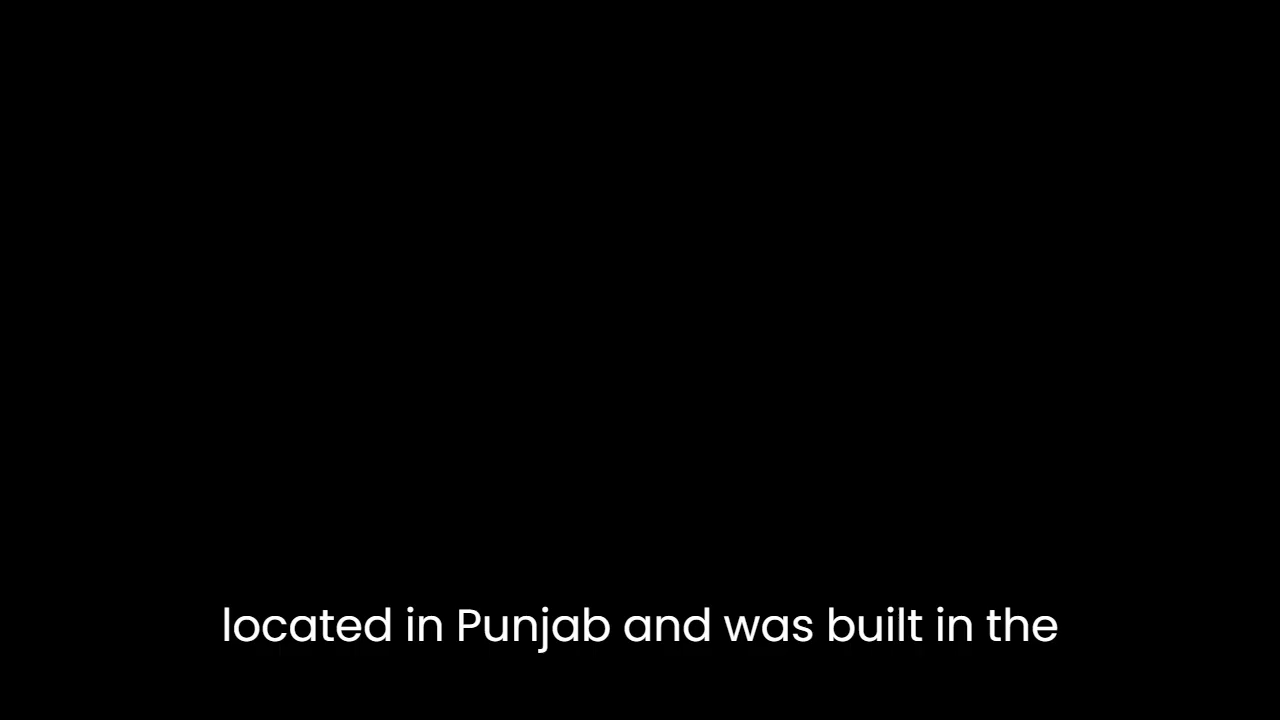 located in Punjab and was built in the